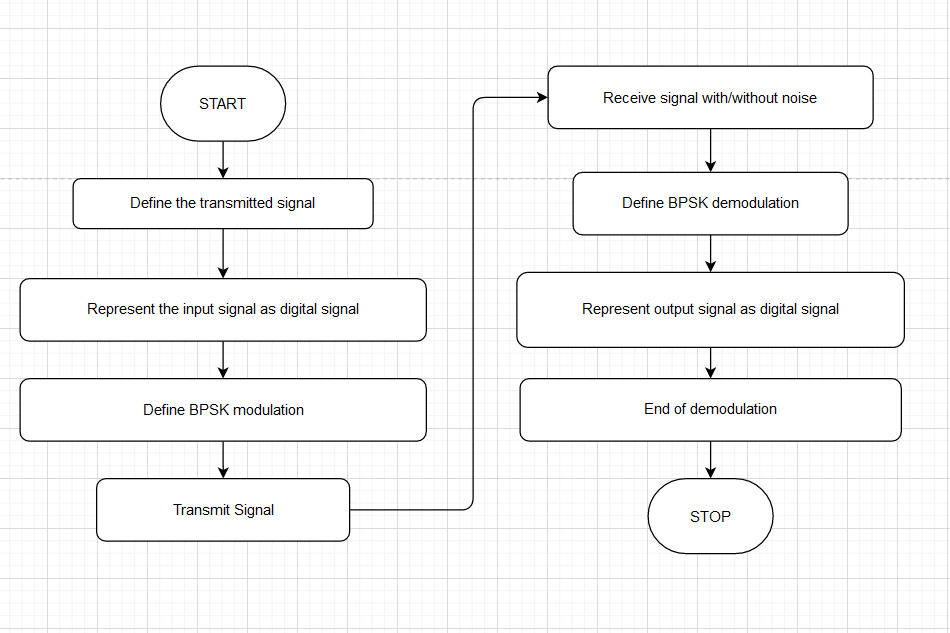 START
Define the transmitted signal
Represent the input signal as digital signal
Define BPSK modulation
Transmit Signal
Receive signal with/without noise
Define BPSK demodulation
Represent output signal as digital signal
End of demodulation
STOP